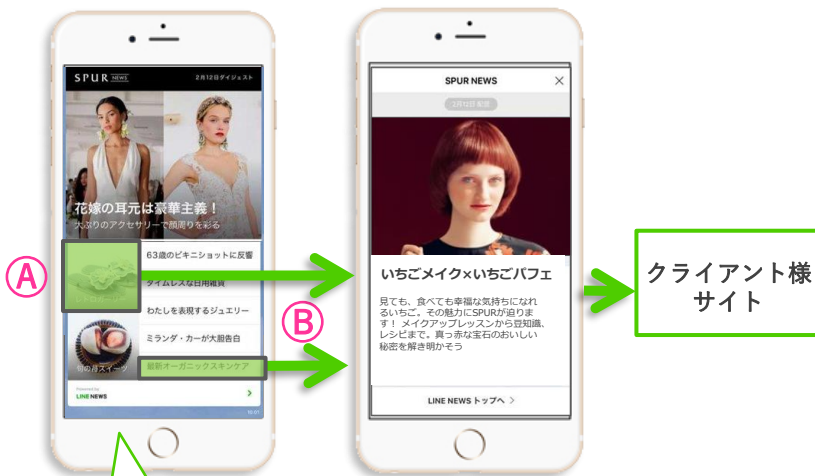 SPUR NEWS
2月12日ダイジェスト
花嫁の耳元は豪華主義！
大ぶりのアクセサリーで顔周りを彩る
A
63歳のビキニショットに反響
タイムレスな日用雑貨
わたしを表現するジュエリー
ミランダ・カーが大胆告白
旬の苺スイーツ
最新オーガニックスキンケア
Powered by
LINE NEWS
10:01
B
SPUR NEWS
2月12日 配信
いちごメイク×いちごパフェ
見ても、食べても幸福な気持ちになれ
るいちご。その魅力にSPURが迫りま
す！ メイクアップレッスンから豆知識、
レシピまで。真っ赤な宝石のおいしい
秘密を解き明かそう
LINE NEWS トップへ
クライアント様
サイト